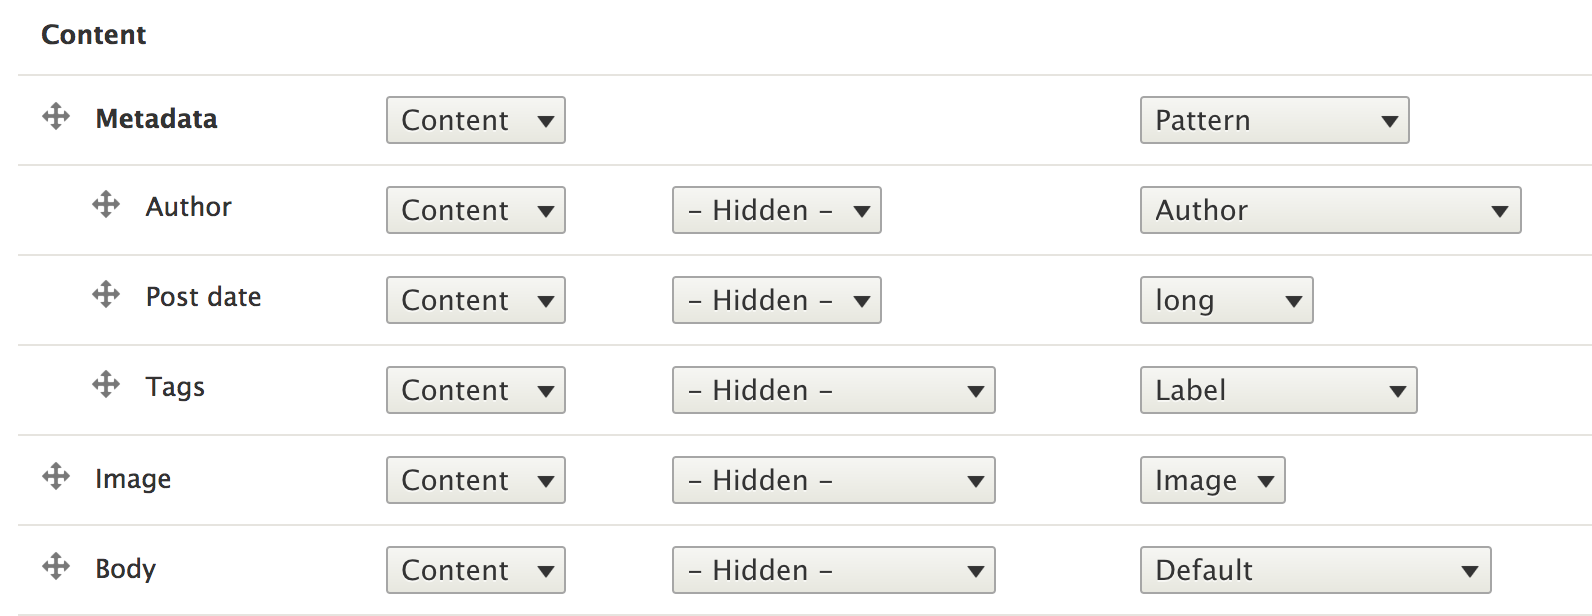 Content
Metadata Content Pattern
Author Content - Hidden - Author
Post date Content - Hidden - long
Tags Content - Hidden - Label
Image Content - Hidden - Image
Body Content - Hidden - Default